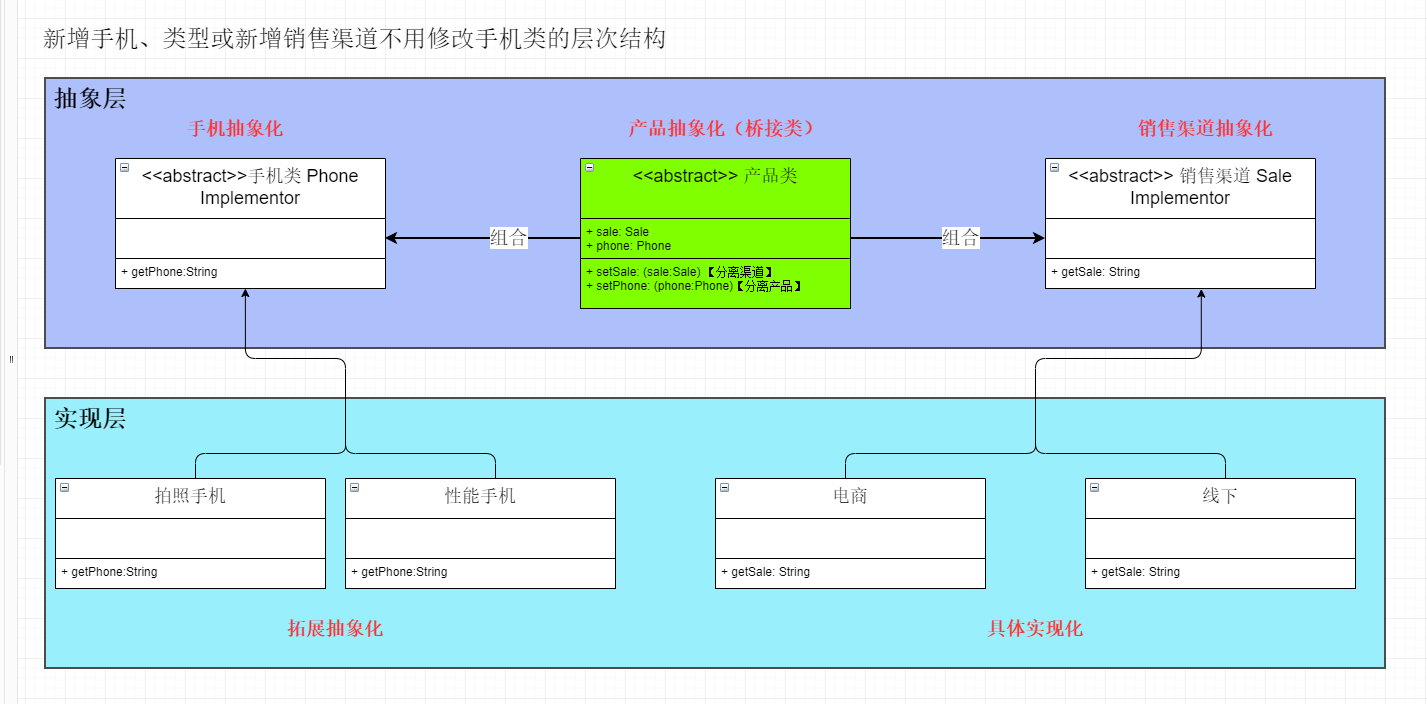 新增手机、类型或新增销售渠道不用修改手机类的层次结构
抽象层
手机抽象化
产品抽象化（桥接类）
销售渠道抽象化
<<abstract>>手机类 Phone
Implementor
+ getPhone:String
<<abstract>> 产品类
+ sale: Sale
+ phone: Phone
+ setSale: (sale:Sale) 【分离渠道】
+ setPhone: (phone:Phone)【分离产品】
<<abstract>> 销售渠道 Sale
Implementor
+ getSale: String
组合
组合
实现层
拍照手机
+ getPhone:String
性能手机
+ getPhone:String
电商
+ getSale: String
线下
+ getSale: String
拓展抽象化
具体实现化